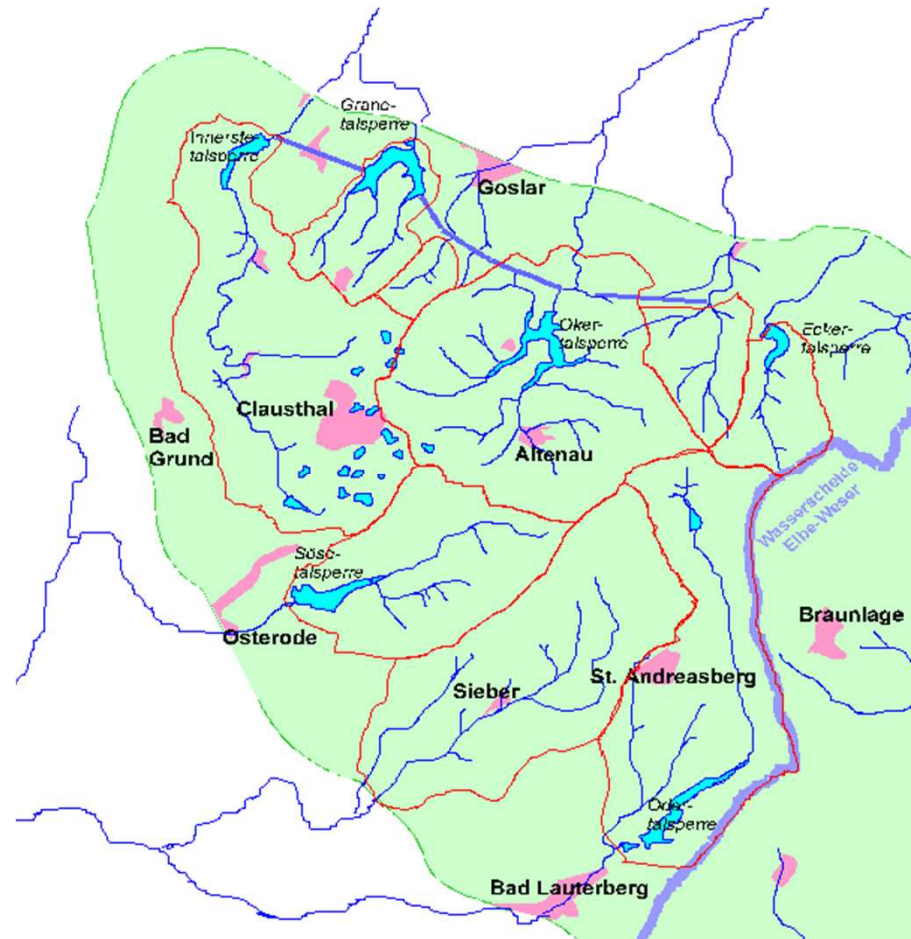 Grane-
talsperre
Innerste-
talsperre
Goslar
Oker-
talsperre
Ecker-
talsperre
Clausthal
Bad
Grund
Altenau
Wasserscheide
Elbe-Weser
Söse-
talsperre
Braunlage
Osterode
St. Andreasberg
Sieber
Oder-
talsperre
Bad Lauterberg